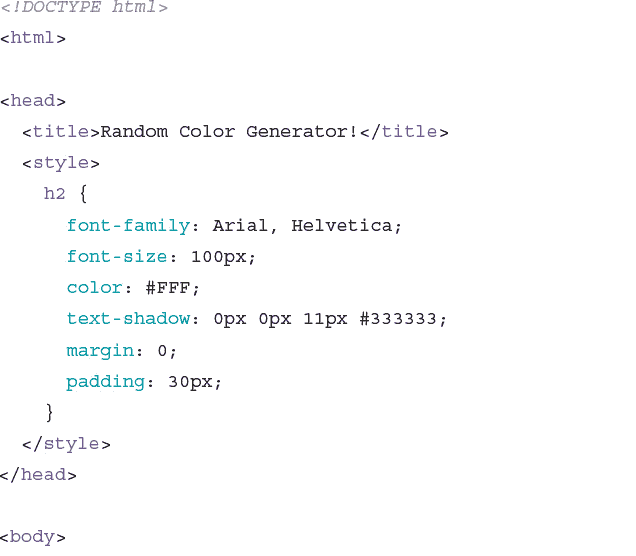 <!DOCTYPE html>
<html>
<head>
<title>Random Color Generator!</title>
<style>
h2 {
font-family: Arial, Helvetica;
font-size: 100px;
color: #FFF;
text-shadow: 0px 0px 11px #333333;
margin: 0;
padding: 30px;
}
</style>
</head>
<body>